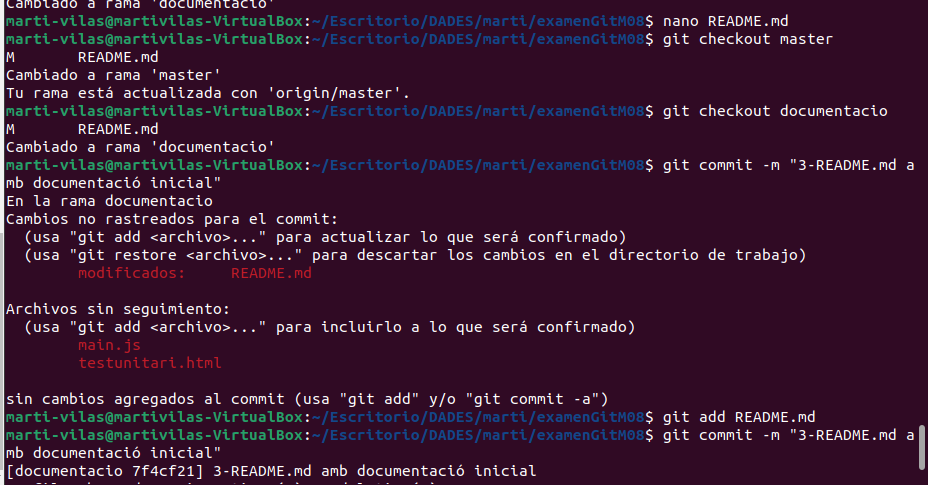 Cambiado a rama 'documentacio'
marti-vilas@martivilas-VirtualBox:~/Escritorio/DADES/marti/examenGitM08$ nano README.md
marti-vilas@martivilas-VirtualBox:~/Escritorio/DADES/marti/examenGitM08$ git checkout master
M       README.md
Cambiado a rama 'master'
Tu rama está actualizada con 'origin/master'.
marti-vilas@martivilas-VirtualBox:~/Escritorio/DADES/marti/examenGitM08$ git checkout documentacio
M       README.md
Cambiado a rama 'documentacio'
marti-vilas@martivilas-VirtualBox:~/Escritorio/DADES/marti/examenGitM08$ git commit -m "3-README.md a
mb documentació inicial"
En la rama documentacio
Cambios no rastreados para el commit:
  (usa "git add <archivo>..." para actualizar lo que será confirmado)
  (usa "git restore <archivo>..." para descartar los cambios en el directorio de trabajo)
        modificados:     README.md

Archivos sin seguimiento:
  (usa "git add <archivo>..." para incluirlo a lo que será confirmado)
        main.js
        testunitari.html

sin cambios agregados al commit (usa "git add" y/o "git commit -a")
marti-vilas@martivilas-VirtualBox:~/Escritorio/DADES/marti/examenGitM08$ git add README.md
marti-vilas@martivilas-VirtualBox:~/Escritorio/DADES/marti/examenGitM08$ git commit -m "3-README.md a
mb documentació inicial"
[documentacio 7f4cf21] 3-README.md amb documentació inicial